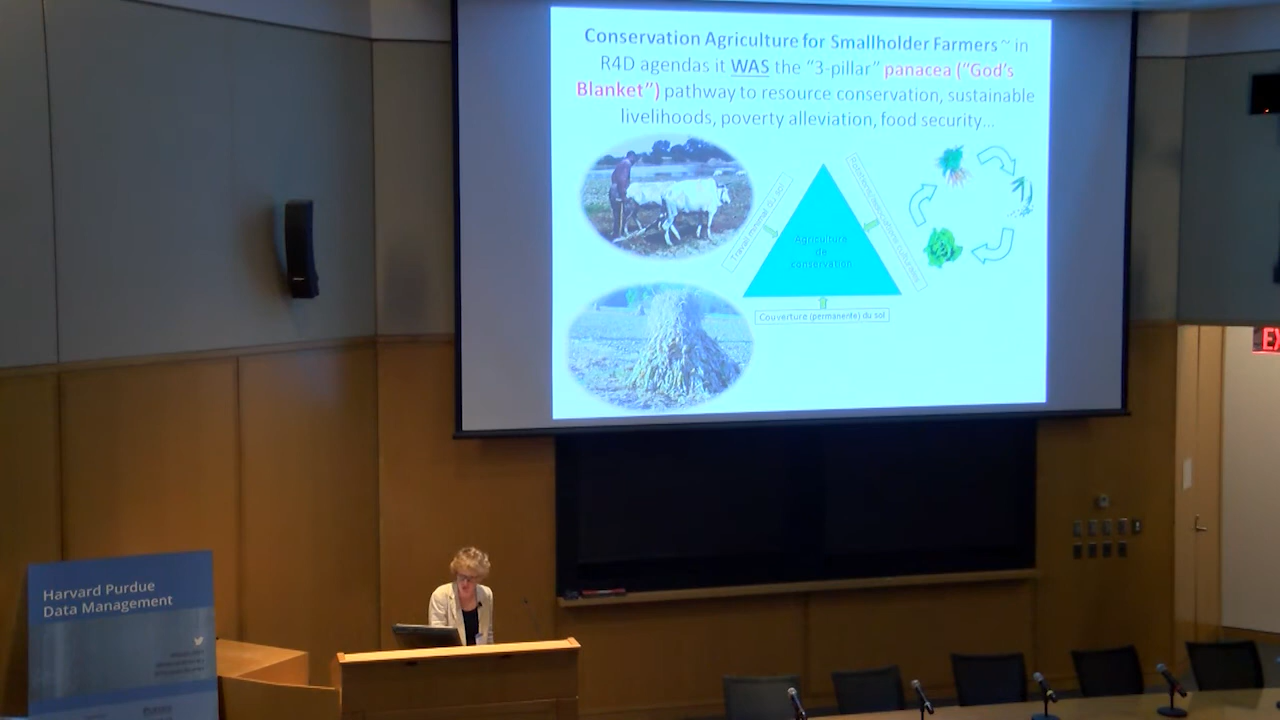 Conservation Agriculture for Smallholder Farmers ~ in
R4D agendas it WAS the “3-pillar” panacea (“God’s
Blanket”) pathway to resource conservation, sustainable
livelihoods, poverty alleviation, food security…
Travail minimal du sol
Agriculture
de
conservation
Couverture (permanente) du sol
EX
Harvard Purdue
Data Management